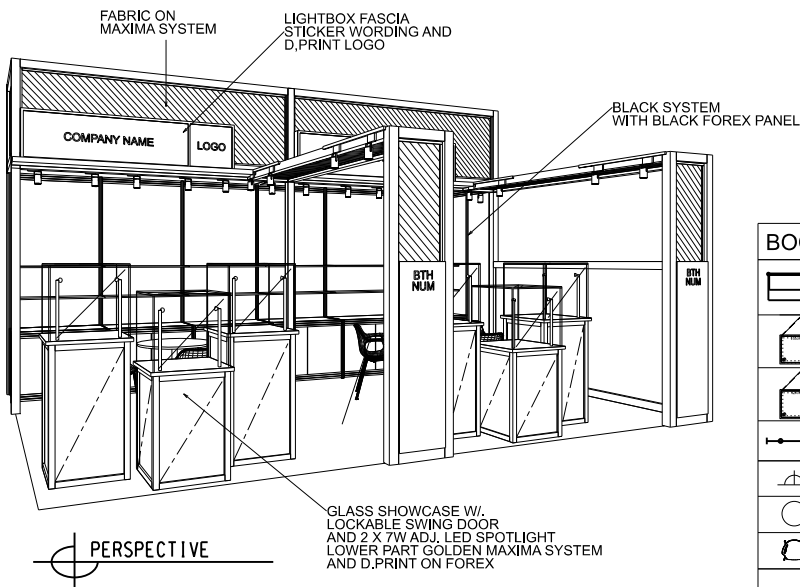 FABRIC ON
MAXIMA SYSTEM
LIGHTBOX FASCIA
STICKER WORDING AND
D,PRINT LOGO
BLACK SYSTEM
WITH BLACK FOREX PANEL
COMPANY NAME
LOGO
BTH
NUM
BTH
NUM
GLASS SHOWCASE W/.
LOCKABLE SWING DOOR
AND 2 X 7W ADJ. LED SPOTLIGHT
LOWER PART GOLDEN MAXIMA SYSTEM
AND D.PRINT ON FOREX
PERSPECTIVE